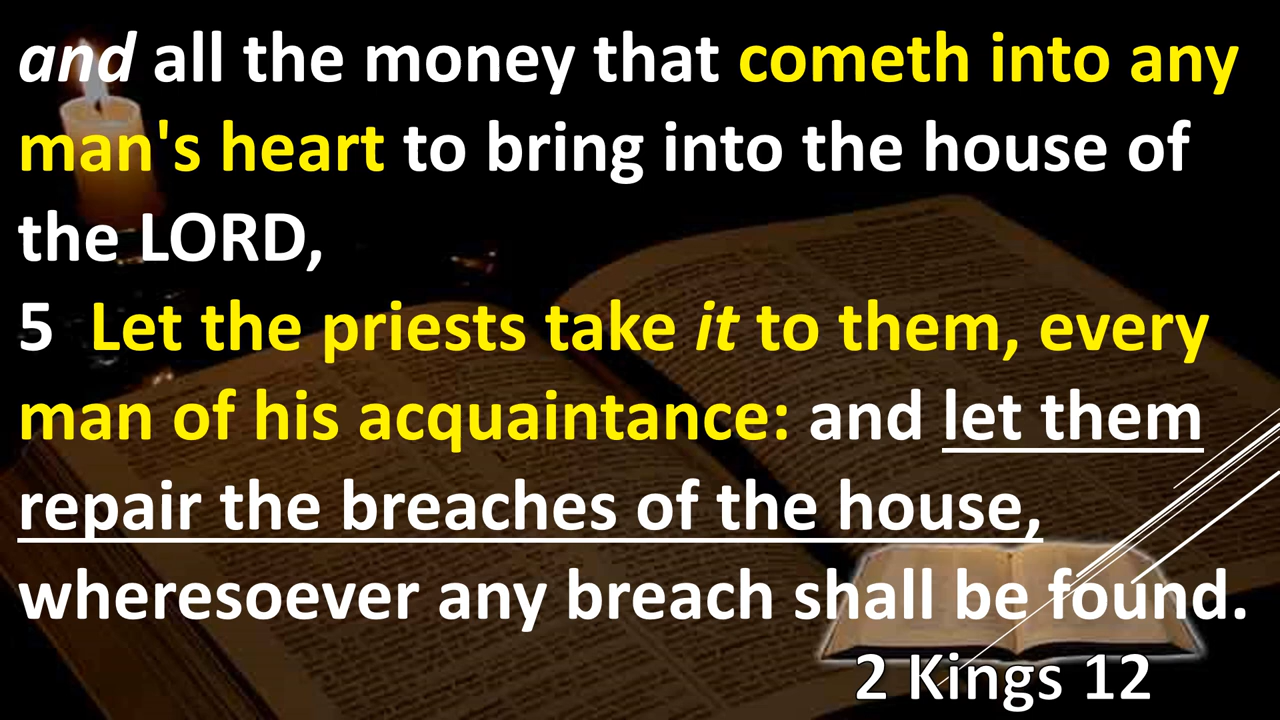 and all the money that cometh into any
man's heart to bring into the house of
the LORD,
5 Let the priests take it to them, every
man of his acquaintance: and let them
repair the breaches of the house,
wheresoever any breach shall be found.
2 Kings 12